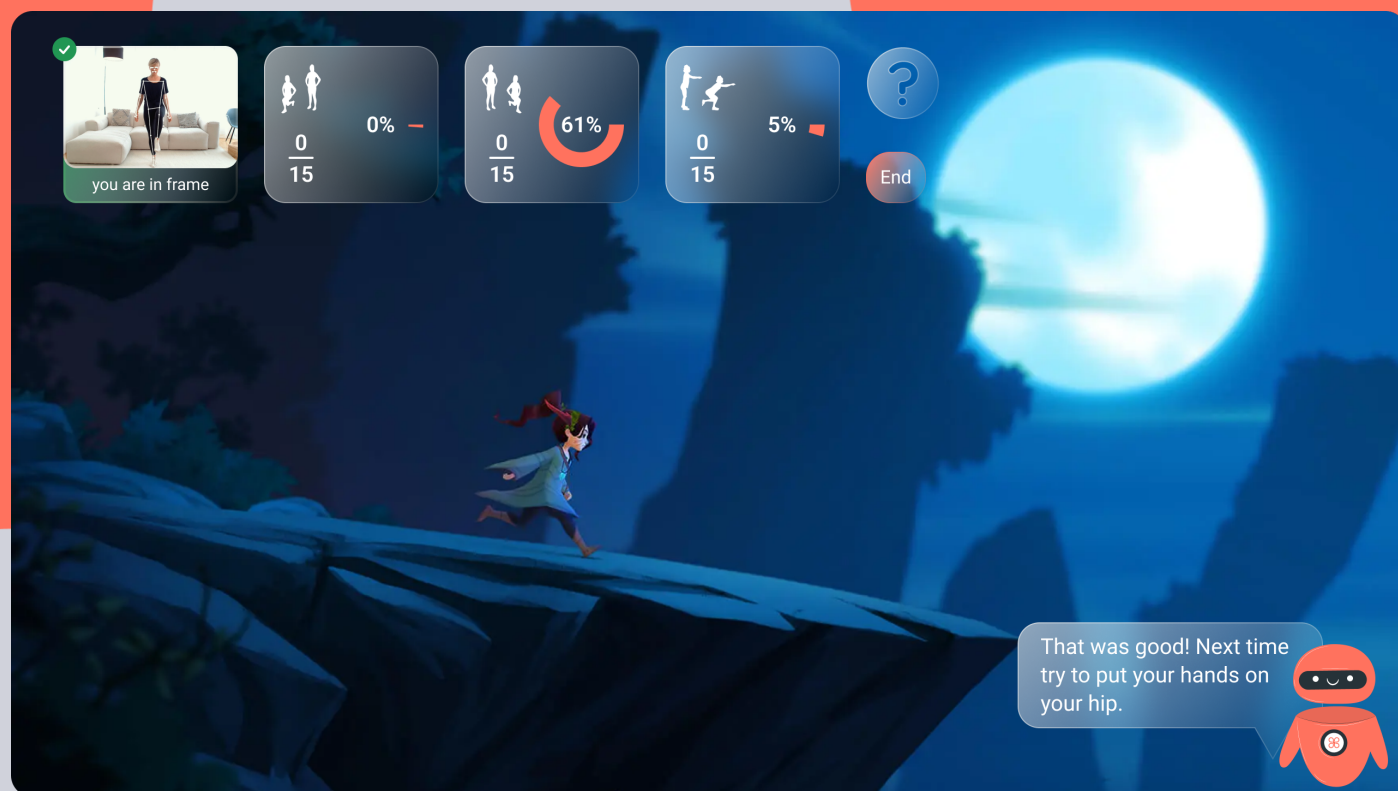 you are in frame
0%
0
15
61%
0
15
5%
0
15
?
End
That was good! Next time
try to put your hands on
your hip.